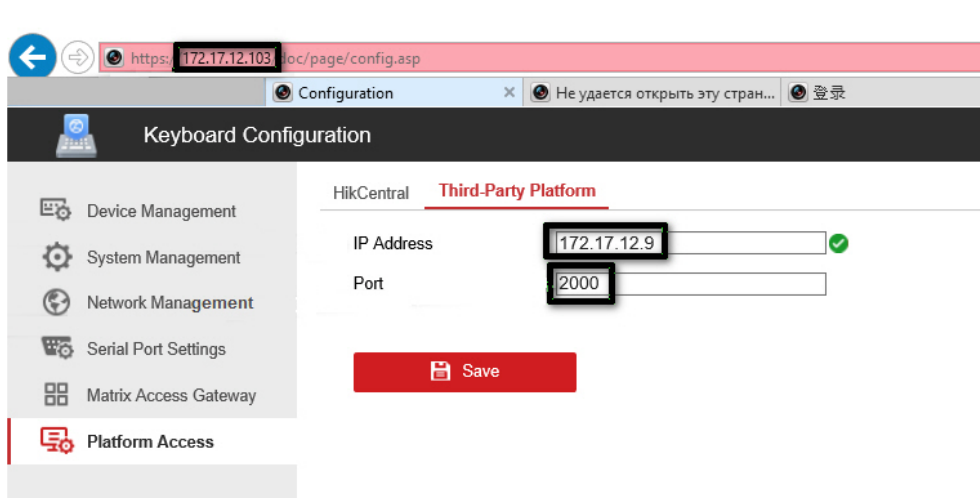 https://172.17.12.103/doc/page/config.asp
Configuration
Не удается открыть эту стран...
登录
Keyboard Configuration
HikCentral Third-Party Platform
Device Management
IP Address 172.17.12.9
System Management
Port 2000
Network Management
Serial Port Settings
Save
Matrix Access Gateway
Platform Access